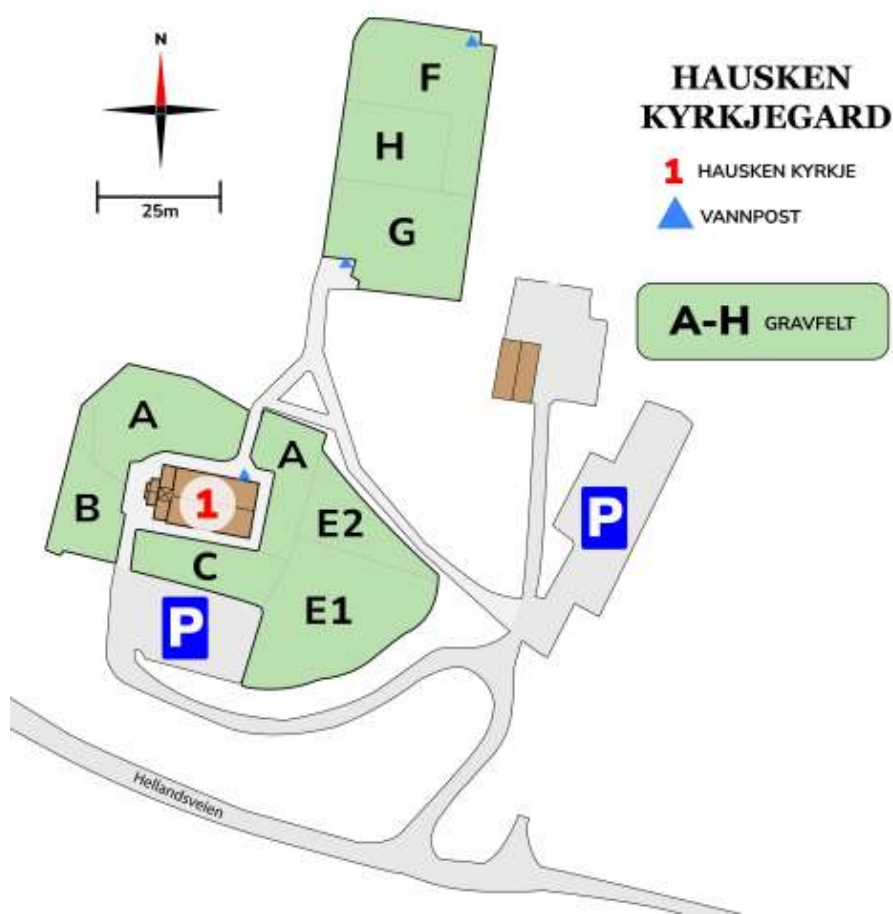 N
25m
HAUSKEN
KYRKJEGARD
1 HAUSKEN KYRKJE
VANNPOST
A-H GRAVFELT
F
H
G
A
A
B
1
E2
C
E1
P
P
Hellandsveien